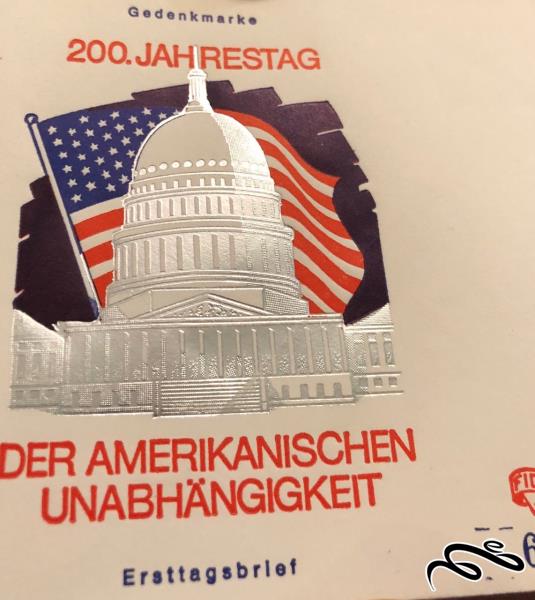 Gedenkmarke
200. JAHRESTAG
DER AMERIKANISCHEN
UNABHÄNGIGKEIT
Ersttagsbrief